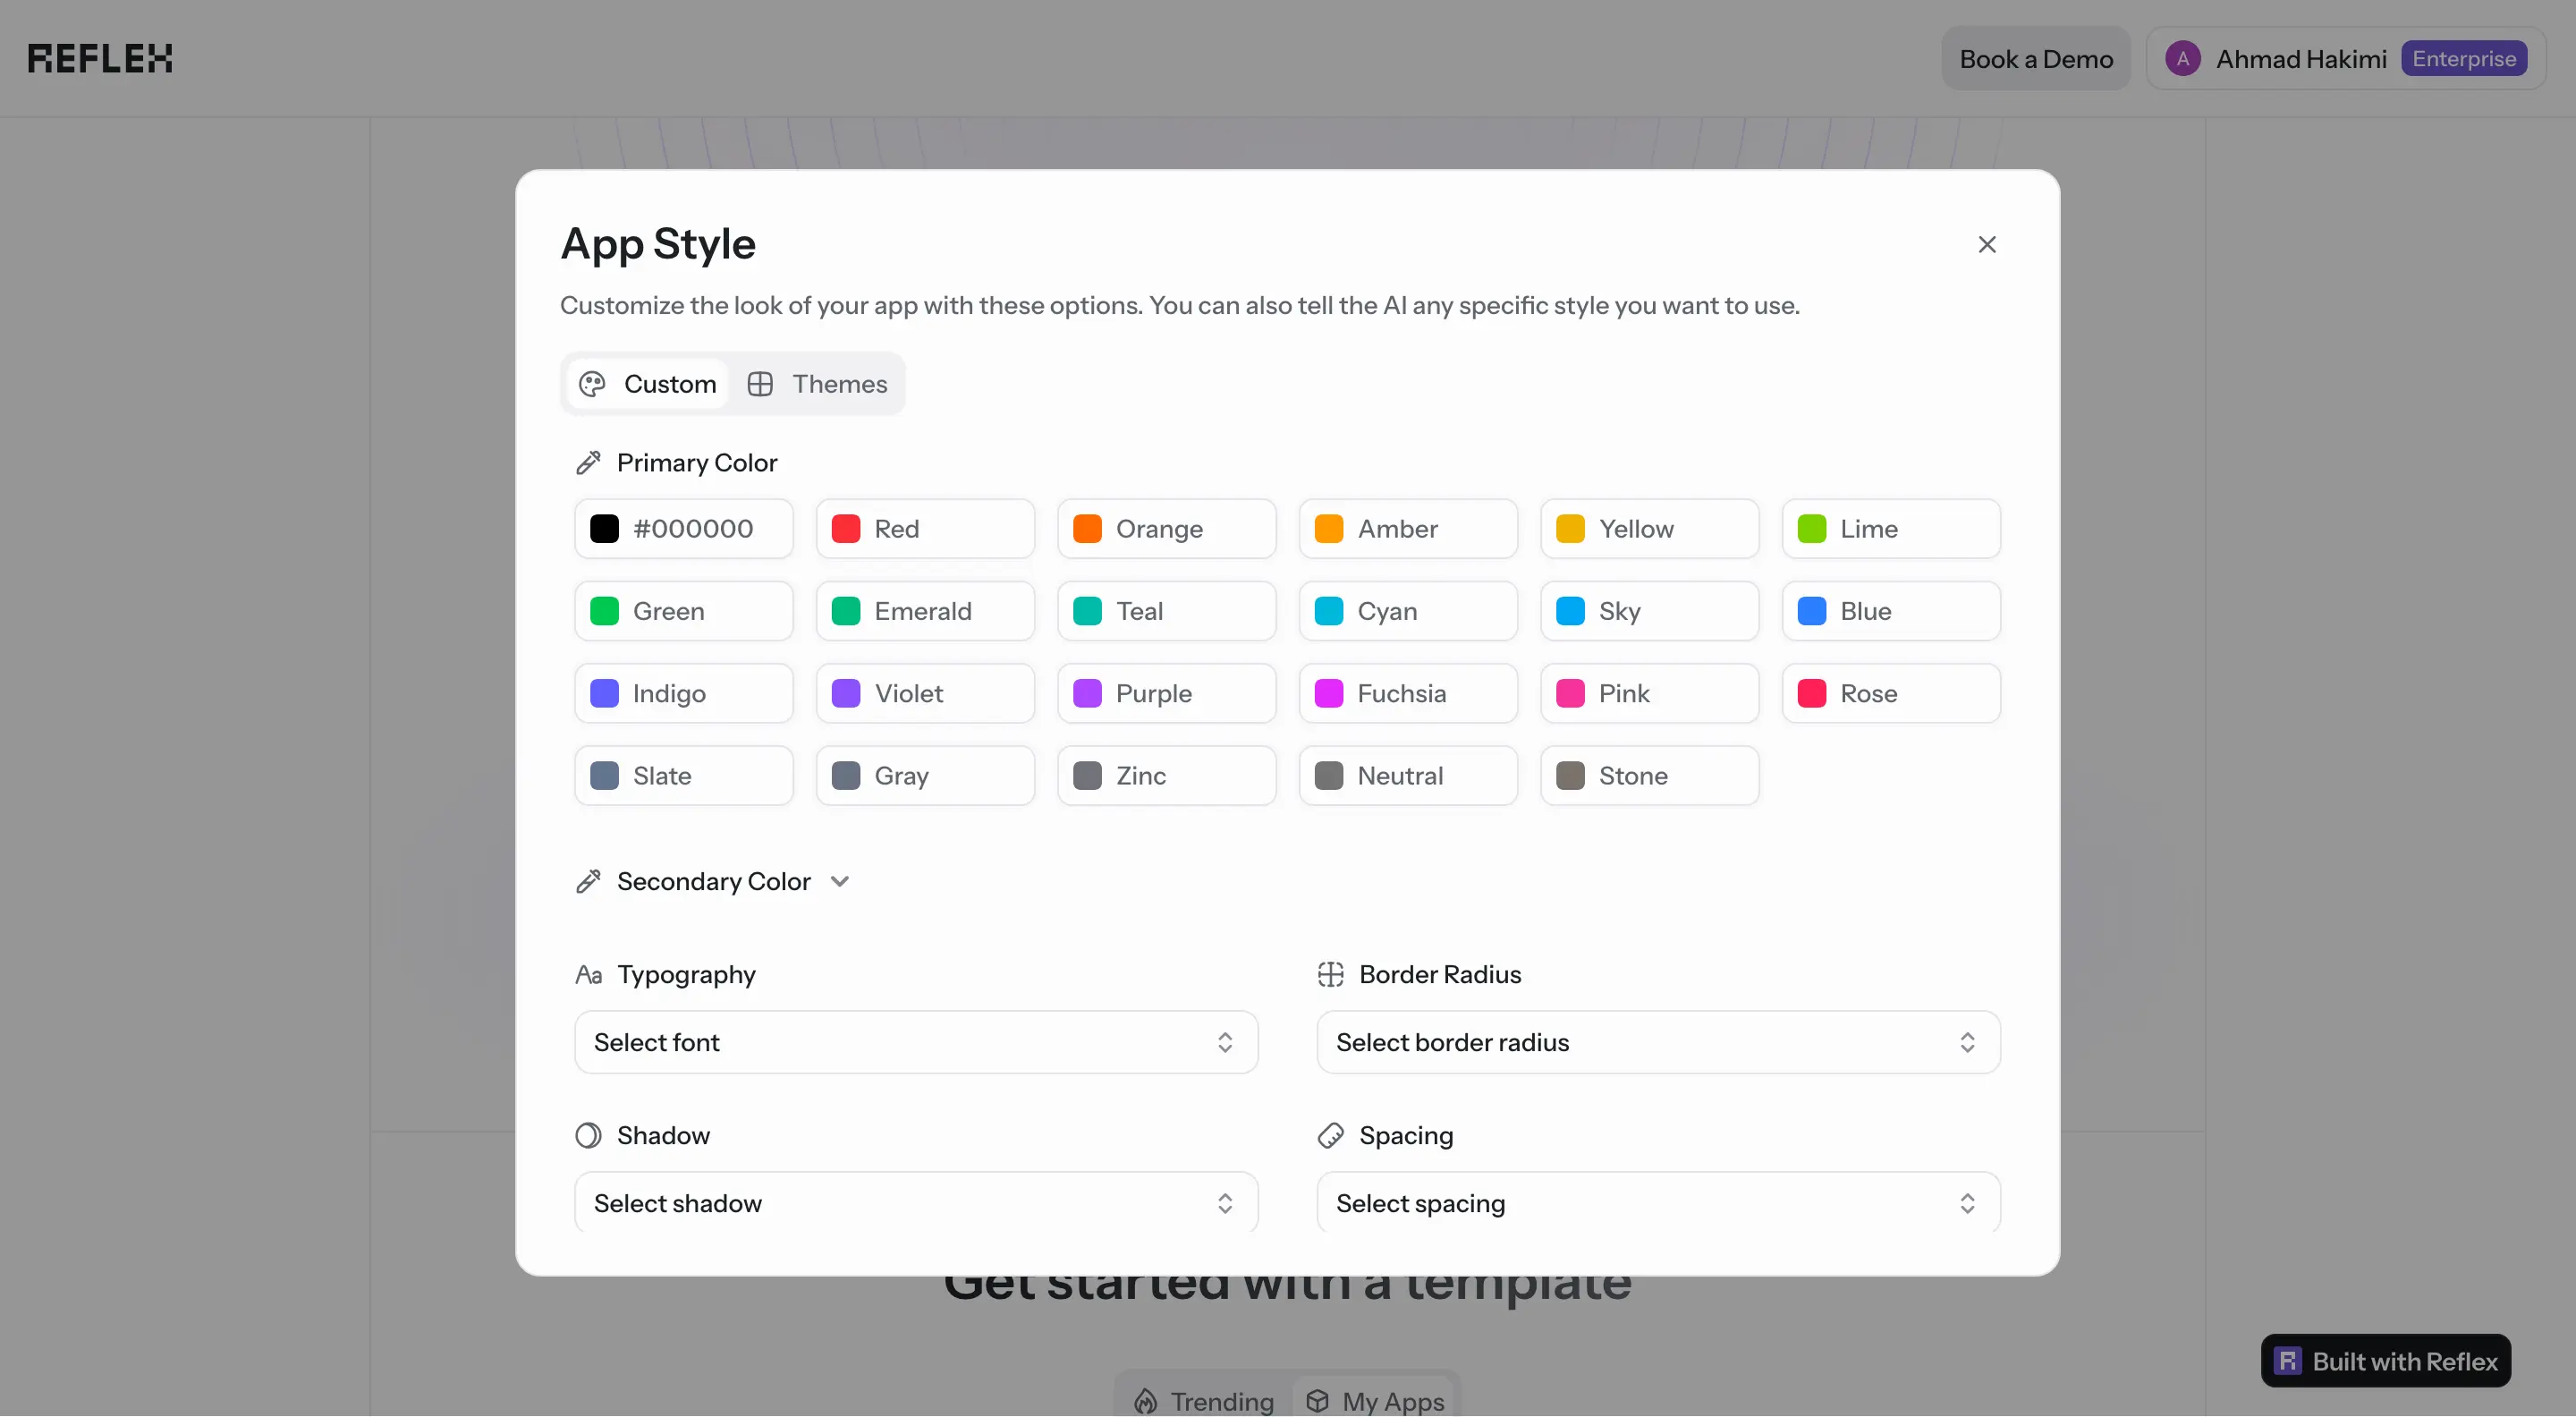 REFLEX
Book a Demo
A Ahmad Hakimi Enterprise
App Style
Customize the look of your app with these options. You can also tell the AI any specific style you want to use.
Custom Themes
Primary Color
#000000 Red Orange Amber Yellow Lime
Green Emerald Teal Cyan Sky Blue
Indigo Violet Purple Fuchsia Pink Rose
Slate Gray Zinc Neutral Stone
Secondary Color
Aa Typography
Border Radius
Select font
Select border radius
Shadow
Spacing
Select shadow
Select spacing
Get started with a template
R Built with Reflex
Trending My Apps